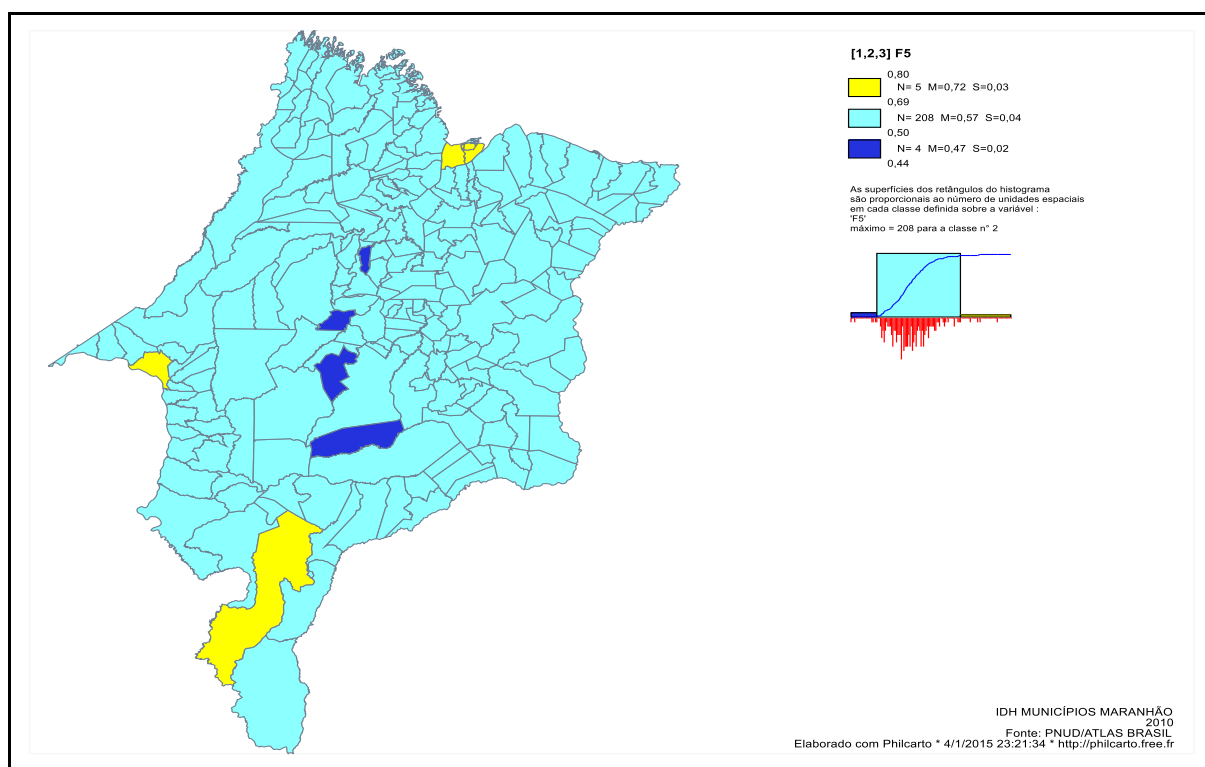 [1,2,3] F5
0,80
N= 5 M=0,72 S=0,03
0,69
N= 208 M=0,57 S=0,04
0,50
N= 4 M=0,47 S=0,02
0,44
As superfícies dos retângulos do histograma
são proporcionais ao número de unidades espaciais
em cada classe definida sobre a variável :
'F5'
máximo = 208 para a classe n° 2
IDH MUNICÍPIOS MARANHÃO
2010
Fonte: PNUD/ATLAS BRASIL
Elaborado com Philcarto * 4/1/2015 23:21:34 * http://philcarto.free.fr